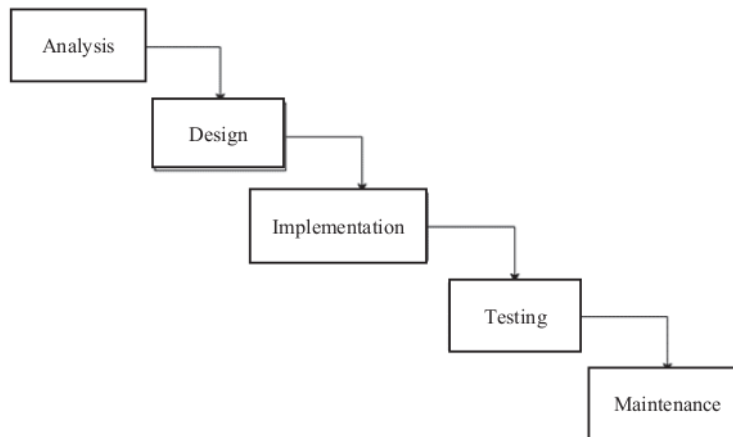 Analysis
Design
Implementation
Testing
Maintenance